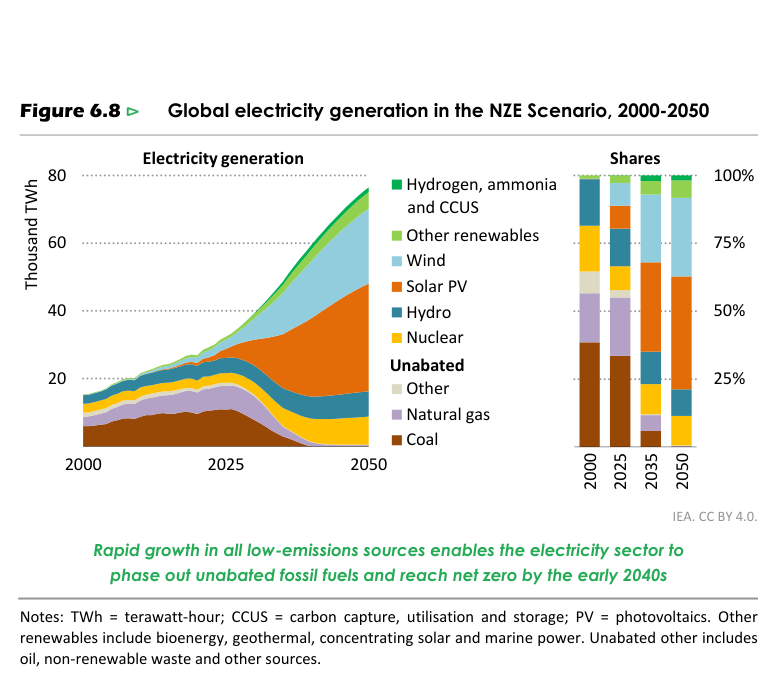 Figure 6.8 ▷ Global electricity generation in the NZE Scenario, 2000-2050
Electricity generation
Thousand TWh
80
60
40
20
2000
2025
2050
Hydrogen, ammonia
and CCUS
Other renewables
Wind
Solar PV
Hydro
Nuclear
Unabated
Other
Natural gas
Coal
Shares
100%
75%
50%
25%
2000
2025
2035
2050
IEA. CC BY 4.0.
Rapid growth in all low-emissions sources enables the electricity sector to
phase out unabated fossil fuels and reach net zero by the early 2040s
Notes: TWh = terawatt-hour; CCUS = carbon capture, utilisation and storage; PV = photovoltaics. Other
renewables include bioenergy, geothermal, concentrating solar and marine power. Unabated other includes
oil, non-renewable waste and other sources.